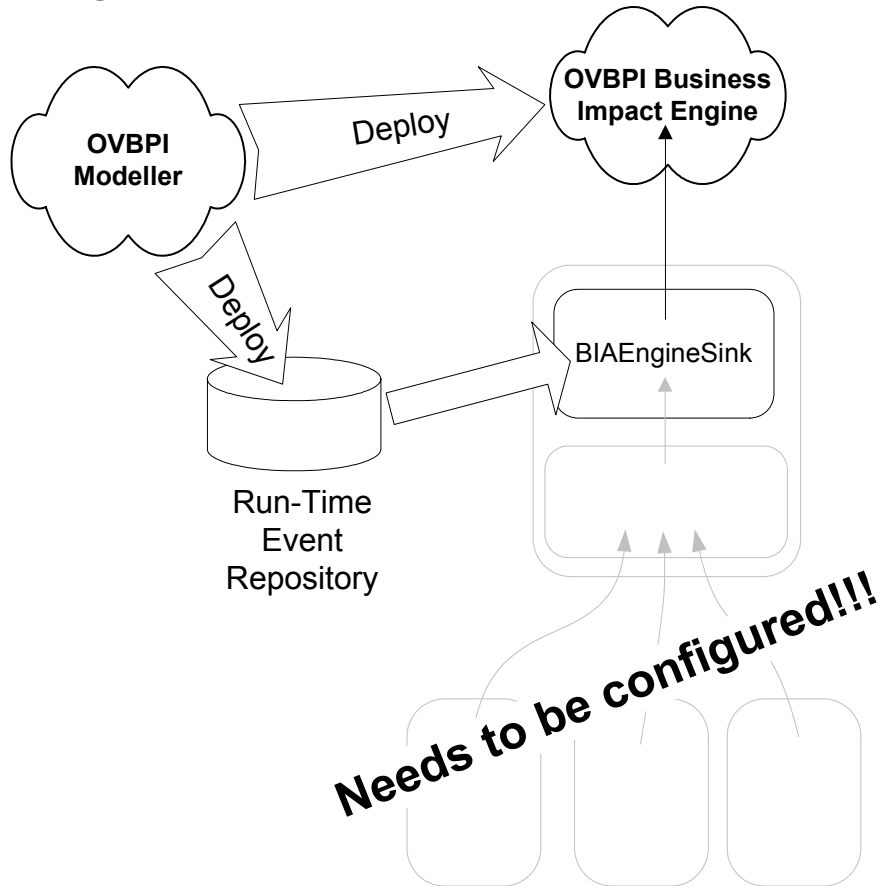 OVBPI Business
Impact Engine
OVBPI
Modeller
Deploy
Deploy
BIAEngineSink
Run-Time
Event
Repository
Needs to be configured!!!